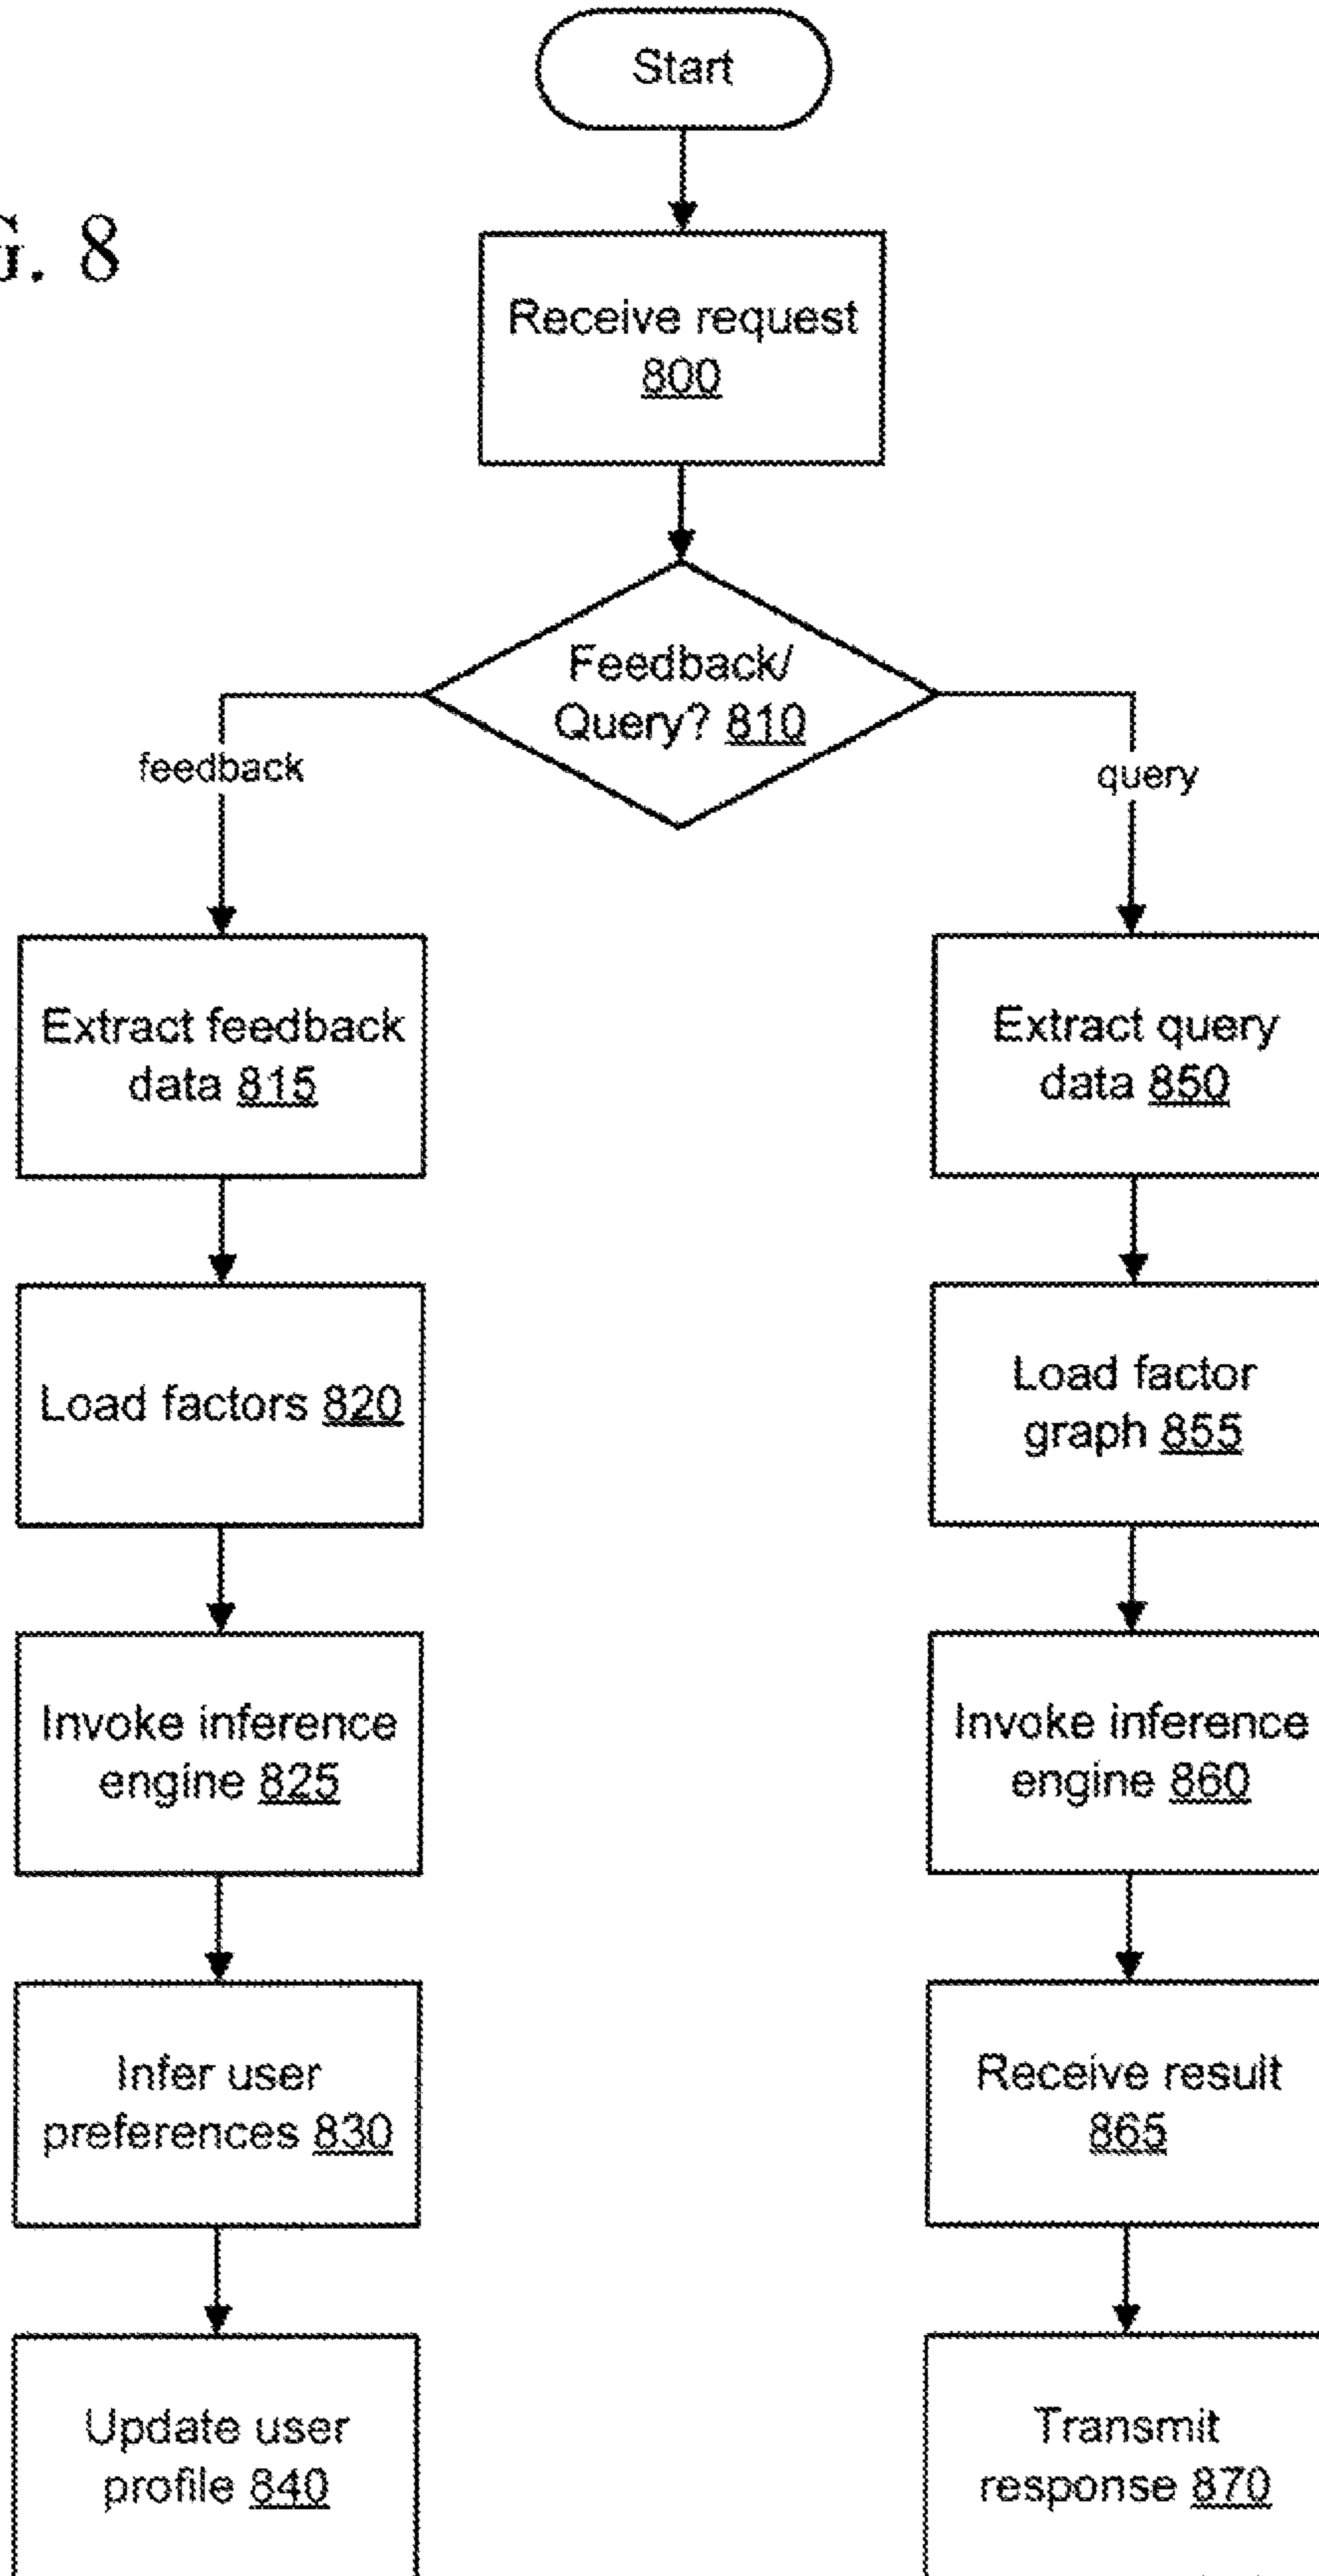 Start
G. 8
Receive request
800
Feedback/
Query? 810
feedback
query
Extract feedback
data 815
Extract query
data 850
Load factors 820
Load factor
graph 855
Invoke inference
engine 825
Invoke inference
engine 860
Infer user
preferences 830
Receive result
865
Update user
profile 840
Transmit
response 870